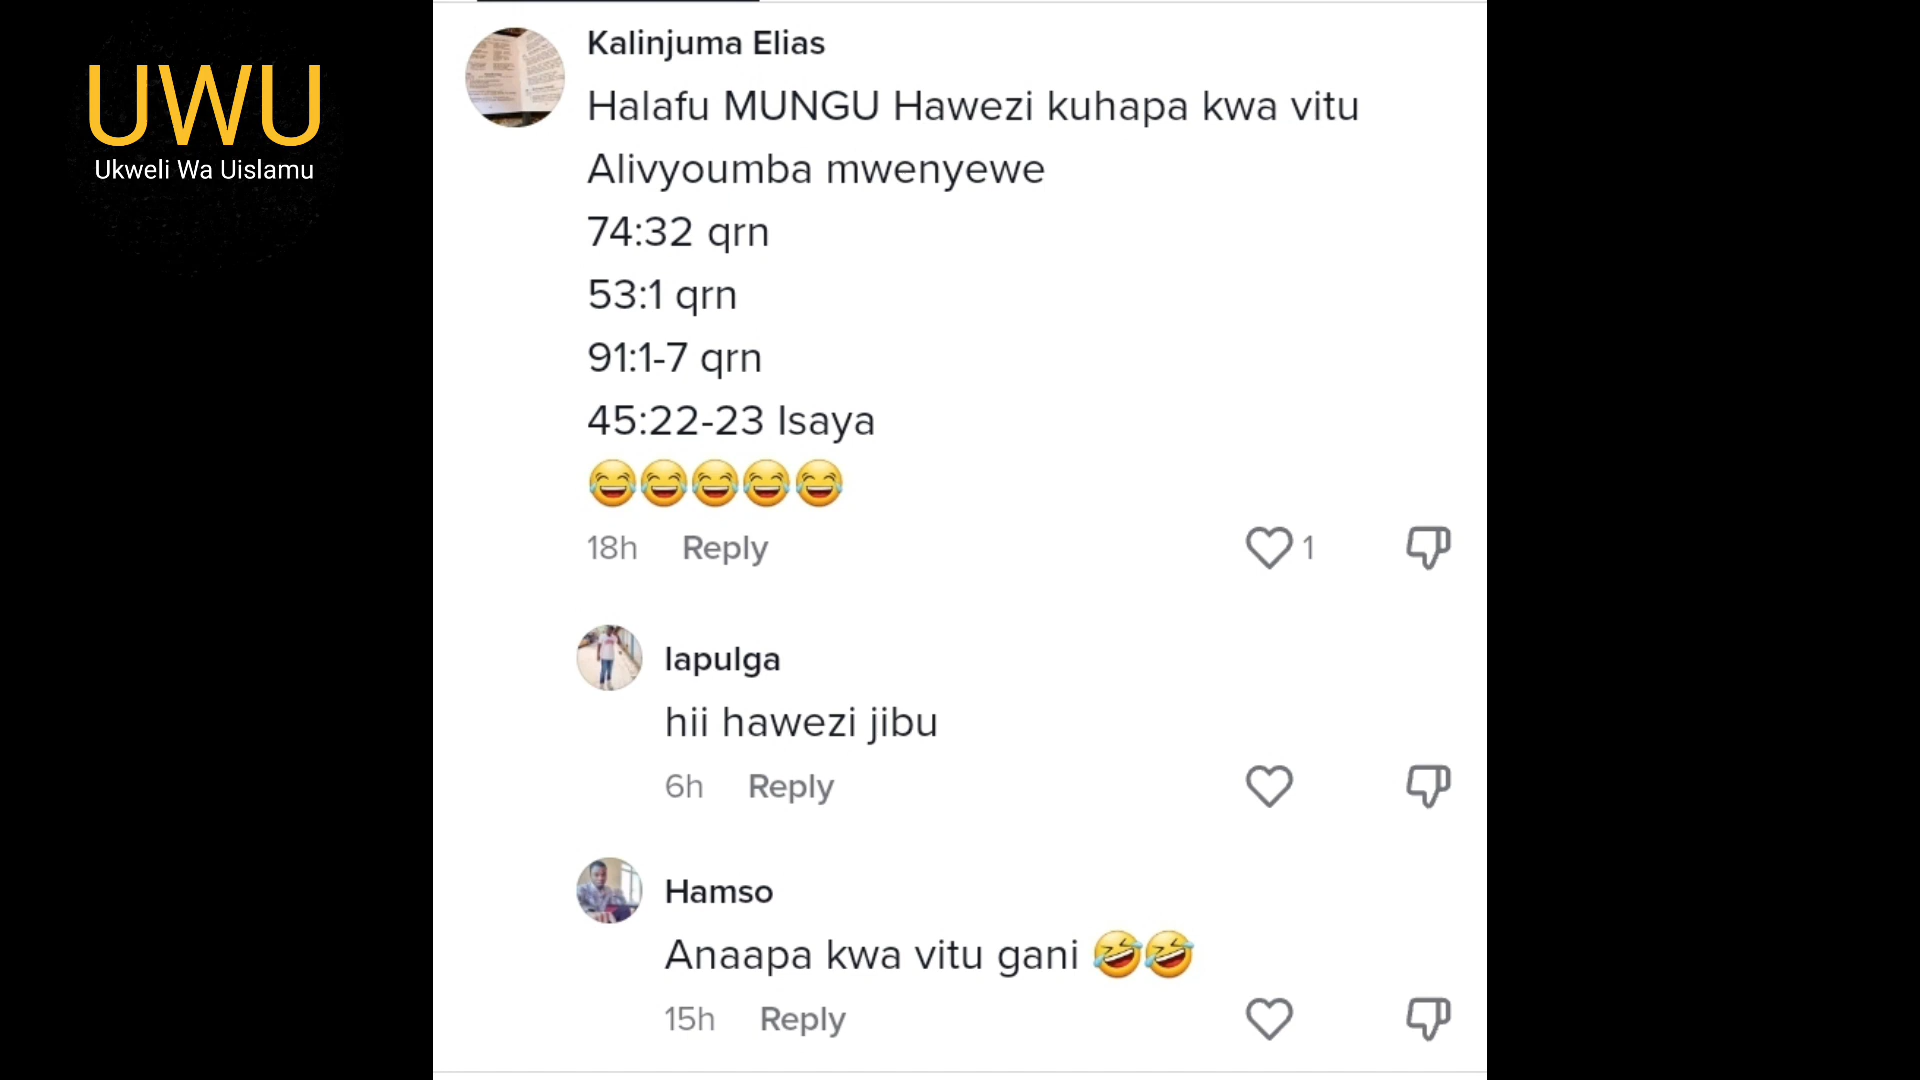 UWU
Ukweli Wa Uislamu
Kalinjuma Elias
Halafu MUNGU Hawezi kuhapa kwa vitu
Alivyoumba mwenyewe
74:32 qrn
53:1 qrn
91:1-7 qrn
45:22-23 Isaya
😂😂😂😂😂
18h Reply 1
lapulga
hii hawezi jibu
6h Reply
Hamso
Anaapa kwa vitu gani 🤣🤣
15h Reply